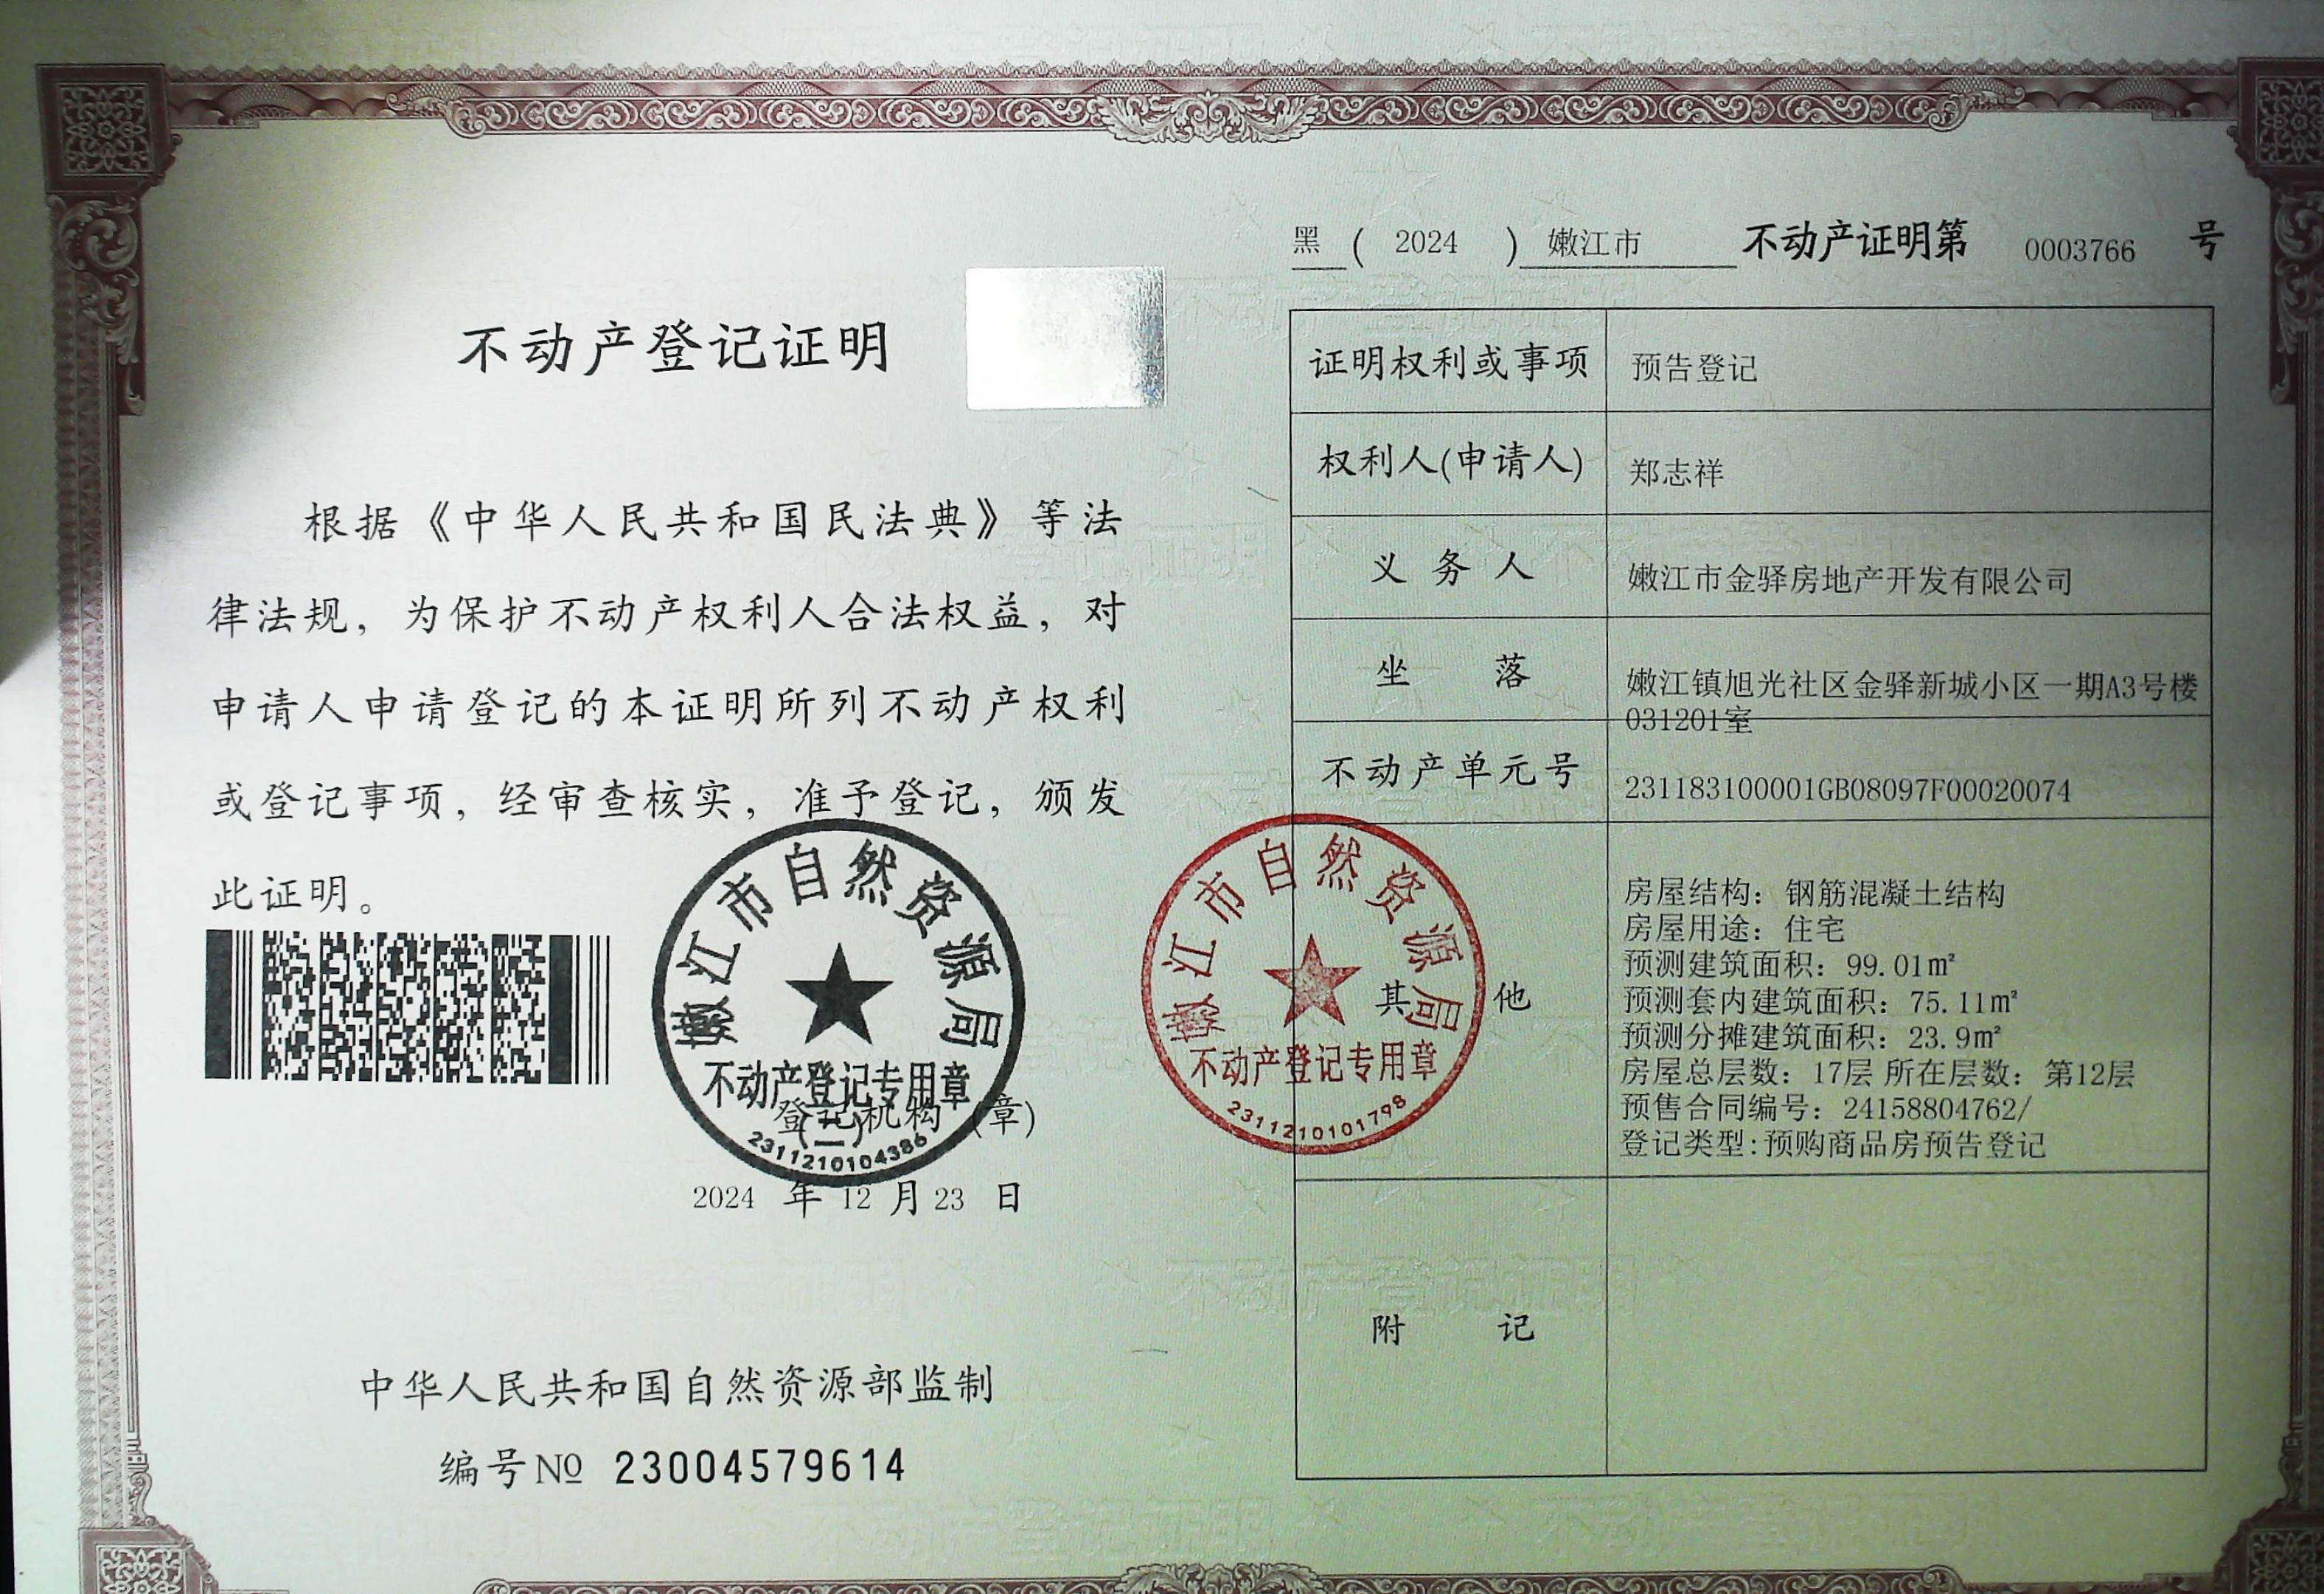 黑( 2024 )嫩江市 不动产证明第 0003766 号
不动产登记证明
根据《中华人民共和国民法典》等法
律法规，为保护不动产权利人合法权益，对
申请人申请登记的本证明所列不动产权利
或登记事项，经审查核实，准予登记，颁发
此证明。
嫩江市自然资源局
不动产登记专用章
(二)
2311210104386
登记机构（章）
2024 年 12 月 23 日
中华人民共和国自然资源部监制
编号№ 23004579614
证明权利或事项 预告登记
权利人(申请人) 郑志祥
义务人 嫩江市金驿房地产开发有限公司
坐落 嫩江镇旭光社区金驿新城小区一期A3号楼
031201室
不动产单元号 231183100001GB08097F00020074
嫩江市自然资源局
不动产登记专用章
2311210101798
其他
房屋结构：钢筋混凝土结构
房屋用途：住宅
预测建筑面积：99.01㎡
预测套内建筑面积：75.11㎡
预测分摊建筑面积：23.9㎡
房屋总层数：17层 所在层数：第12层
预售合同编号：24158804762/
登记类型:预购商品房预告登记
附记